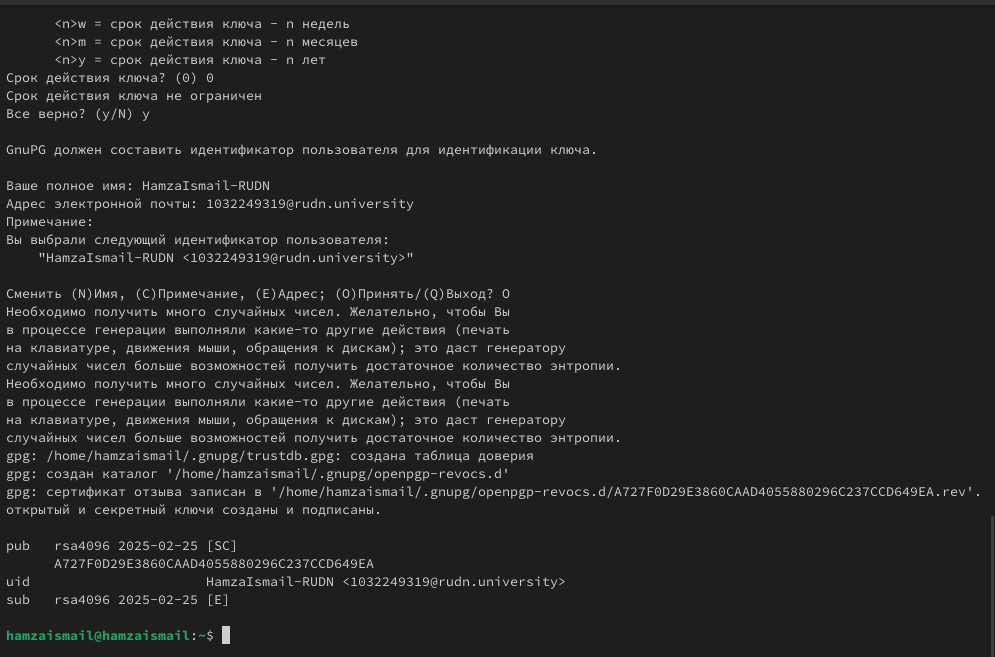 <n>w = срок действия ключа - n недель
<n>m = срок действия ключа - n месяцев
<n>y = срок действия ключа - n лет
Срок действия ключа? (0) 0
Срок действия ключа не ограничен
Все верно? (y/N) y
GnuPG должен составить идентификатор пользователя для идентификации ключа.
Ваше полное имя: HamzaIsmail-RUDN
Адрес электронной почты: 1032249319@rudn.university
Примечание:
Вы выбрали следующий идентификатор пользователя:
"HamzaIsmail-RUDN <1032249319@rudn.university>"
Сменить (N)Имя, (C)Примечание, (E)Адрес; (O)Принять/(Q)Выход? O
Необходимо получить много случайных чисел. Желательно, чтобы Вы
в процессе генерации выполняли какие-то другие действия (печать
на клавиатуре, движения мыши, обращения к дискам); это даст генератору
случайных чисел больше возможностей получить достаточное количество энтропии.
Необходимо получить много случайных чисел. Желательно, чтобы Вы
в процессе генерации выполняли какие-то другие действия (печать
на клавиатуре, движения мыши, обращения к дискам); это даст генератору
случайных чисел больше возможностей получить достаточное количество энтропии.
gpg: /home/hamzaismail/.gnupg/trustdb.gpg: создана таблица доверия
gpg: создан каталог '/home/hamzaismail/.gnupg/openpgp-revocs.d'
gpg: сертификат отзыва записан в '/home/hamzaismail/.gnupg/openpgp-revocs.d/A727F0D29E3860CAAD4055880296C237CCD649EA.rev'.
открытый и секретный ключи созданы и подписаны.
pub   rsa4096 2025-02-25 [SC]
A727F0D29E3860CAAD4055880296C237CCD649EA
uid                      HamzaIsmail-RUDN <1032249319@rudn.university>
sub   rsa4096 2025-02-25 [E]
hamzaismail@hamzaismail:~$